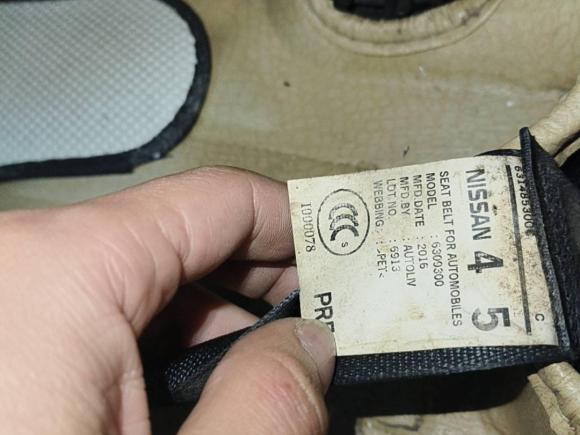 NISSAN 4 5
SEAT BELT FOR AUTOMOBILES
MODEL : 6309300
MFD DATE : 2016
MFD BY : AUTOLIV
LOT NO. : 6913
WEBBING : >PET<
CCC S
1000078
C